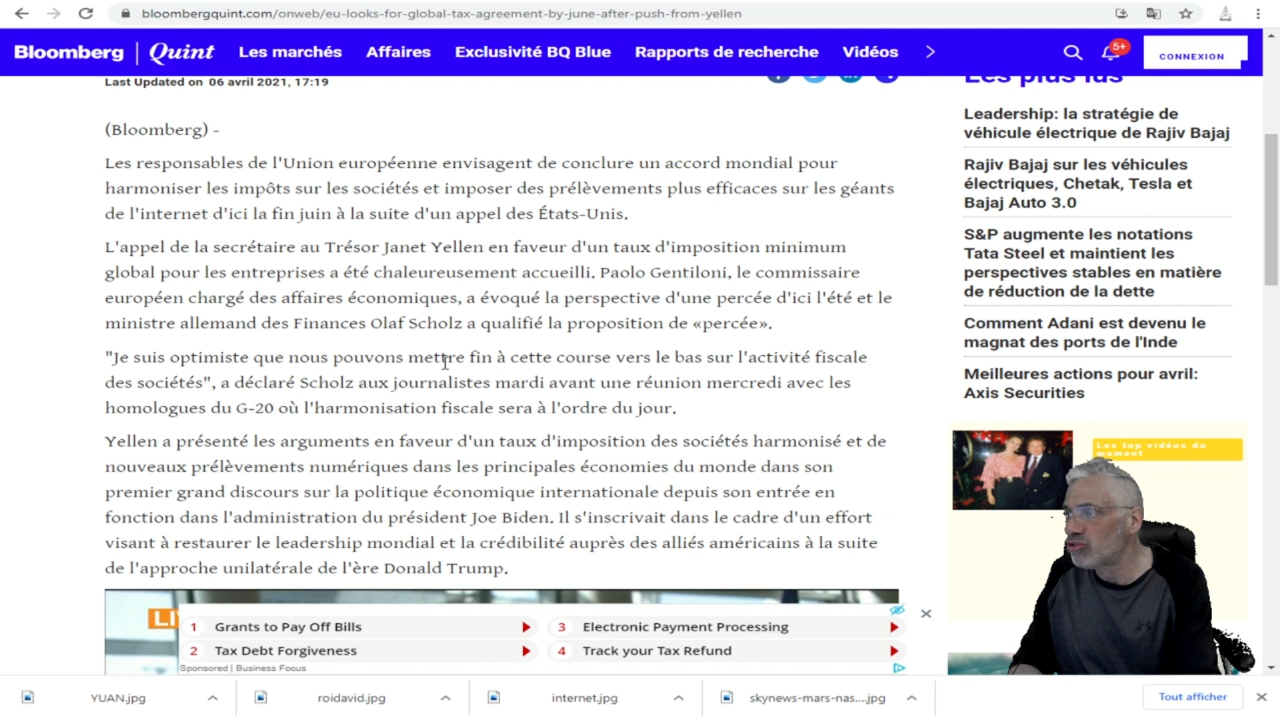 bloombergquint.com/onweb/eu-looks-for-global-tax-agreement-by-june-after-push-from-yellen
Bloomberg | Quint Les marchés Affaires Exclusivité BQ Blue Rapports de recherche Vidéos
5+
CONNEXION
Last Updated on 06 avril 2021, 17:19
(Bloomberg) -
Les responsables de l'Union européenne envisagent de conclure un accord mondial pour
harmoniser les impôts sur les sociétés et imposer des prélèvements plus efficaces sur les géants
de l'internet d'ici la fin juin à la suite d'un appel des États-Unis.
L'appel de la secrétaire au Trésor Janet Yellen en faveur d'un taux d'imposition minimum
global pour les entreprises a été chaleureusement accueilli. Paolo Gentiloni, le commissaire
européen chargé des affaires économiques, a évoqué la perspective d'une percée d'ici l'été et le
ministre allemand des Finances Olaf Scholz a qualifié la proposition de «percée».
"Je suis optimiste que nous pouvons mettre fin à cette course vers le bas sur l'activité fiscale
des sociétés", a déclaré Scholz aux journalistes mardi avant une réunion mercredi avec les
homologues du G-20 où l'harmonisation fiscale sera à l'ordre du jour.
Yellen a présenté les arguments en faveur d'un taux d'imposition des sociétés harmonisé et de
nouveaux prélèvements numériques dans les principales économies du monde dans son
premier grand discours sur la politique économique internationale depuis son entrée en
fonction dans l'administration du président Joe Biden. Il s'inscrivait dans le cadre d'un effort
visant à restaurer le leadership mondial et la crédibilité auprès des alliés américains à la suite
de l'approche unilatérale de l'ère Donald Trump.
Les plus lus
Leadership: la stratégie de
véhicule électrique de Rajiv Bajaj
Rajiv Bajaj sur les véhicules
électriques, Chetak, Tesla et
Bajaj Auto 3.0
S&P augmente les notations
Tata Steel et maintient les
perspectives stables en matière
de réduction de la dette
Comment Adani est devenu le
magnat des ports de l'Inde
Meilleures actions pour avril:
Axis Securities
Les top vidéos du
moment
1 Grants to Pay Off Bills
2 Tax Debt Forgiveness
3 Electronic Payment Processing
4 Track your Tax Refund
Sponsored | Business Focus
YUAN.jpg
roidavid.jpg
internet.jpg
skynews-mars-nas....jpg
Tout afficher